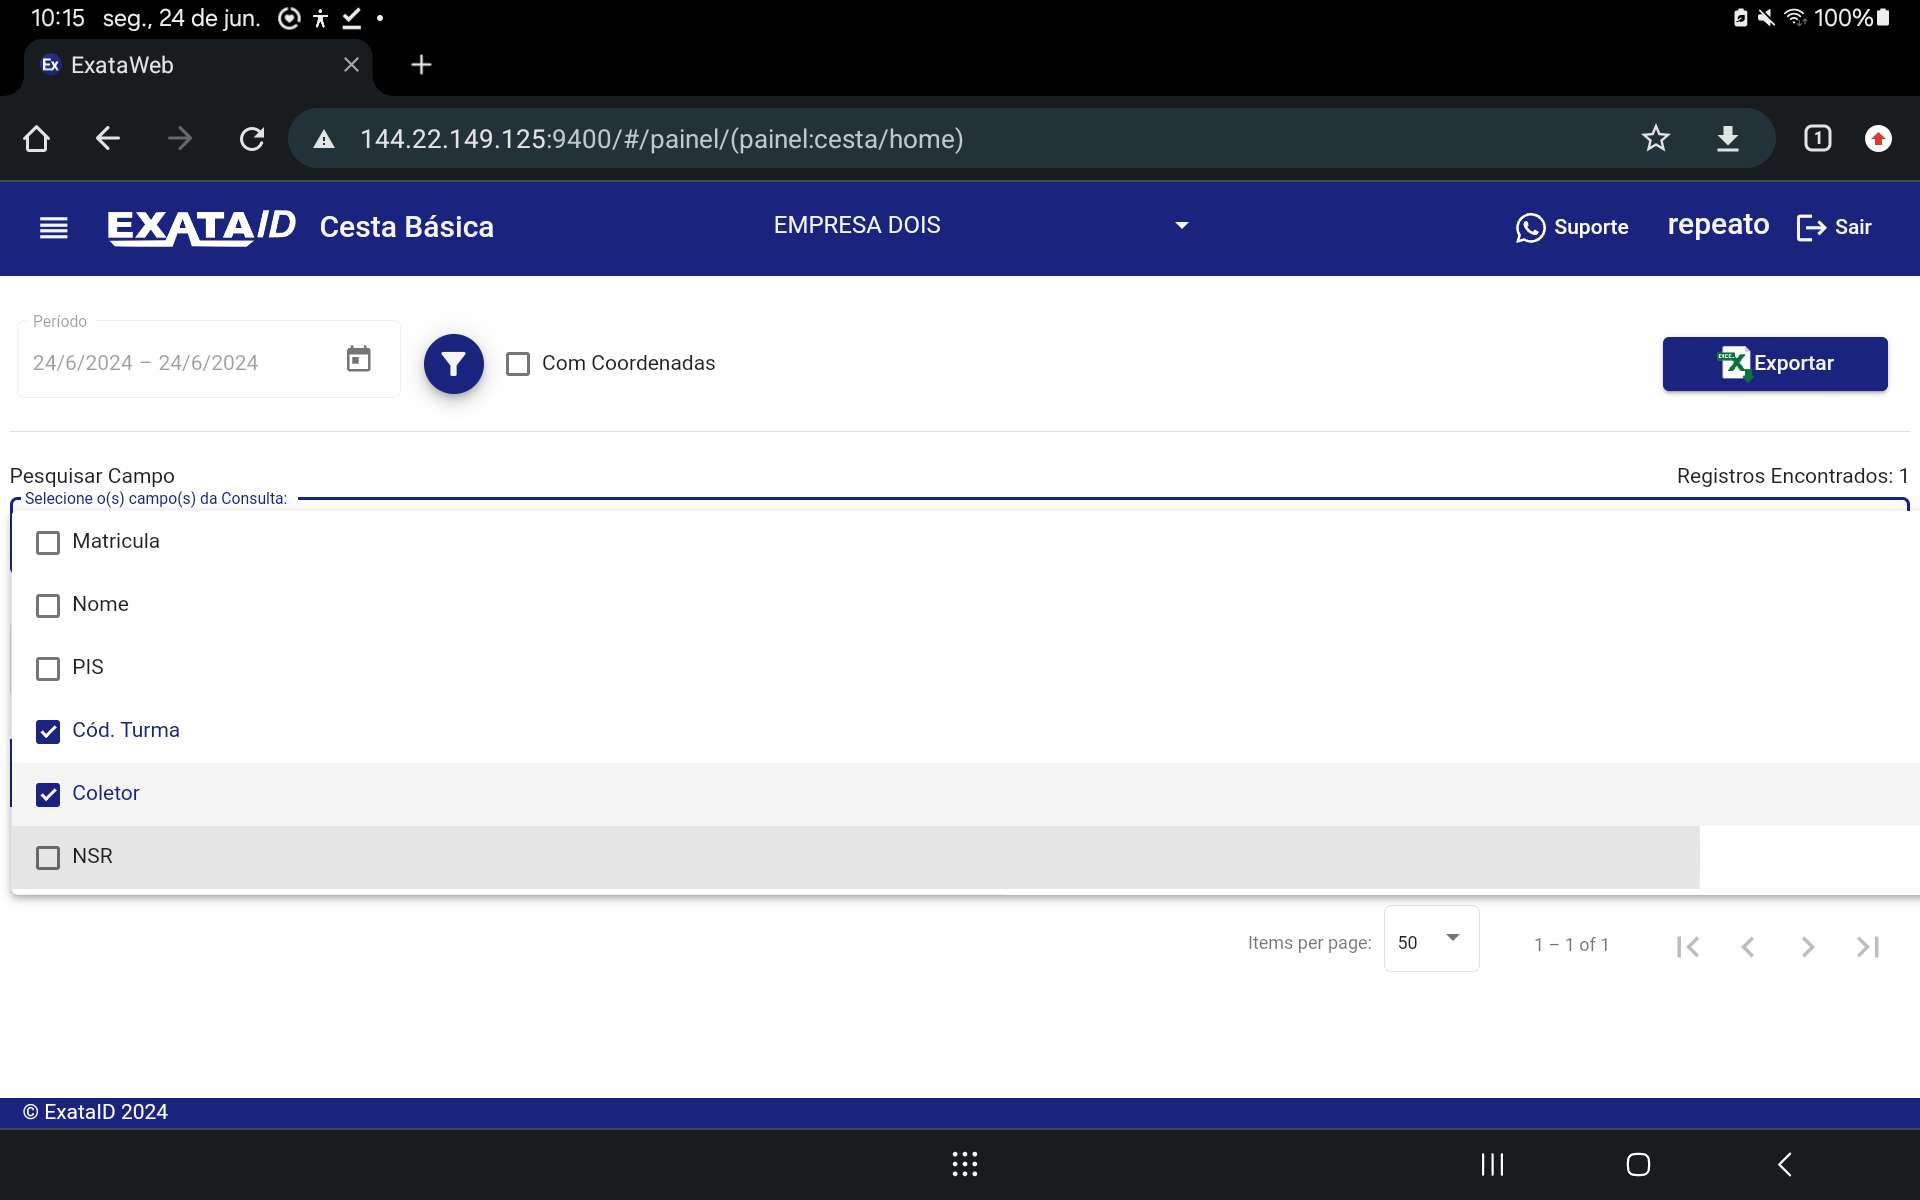 10:15 seg., 24 de jun. 100%
Ex ExataWeb
144.22.149.125:9400/#/painel/(painel:cesta/home) 1
EXATAID Cesta Básica EMPRESA DOIS Suporte repeato Sair
Período
24/6/2024 – 24/6/2024 Com Coordenadas Exportar
Pesquisar Campo Registros Encontrados: 1
Selecione o(s) campo(s) da Consulta:
Matricula
Nome
PIS
Cód. Turma
Coletor
NSR
Items per page: 50 1 – 1 of 1
© ExataID 2024